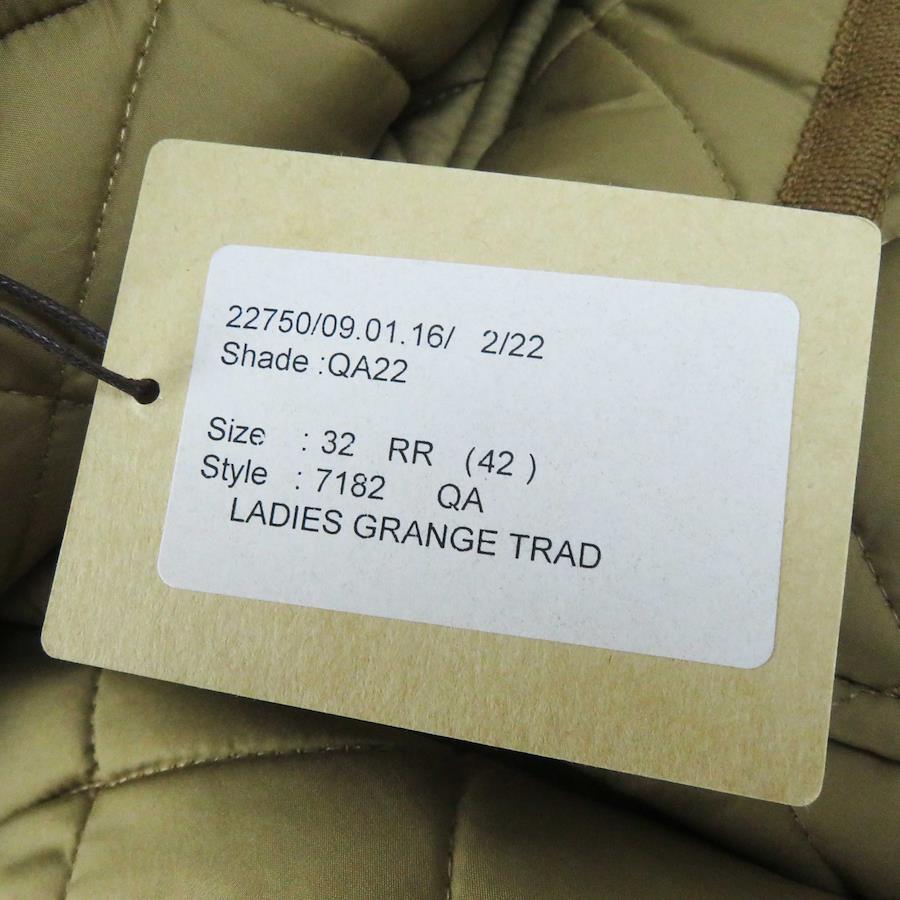 22750/09.01.16/ 2/22
Shade :QA22
Size : 32 RR (42 )
Style : 7182 QA
LADIES GRANGE TRAD